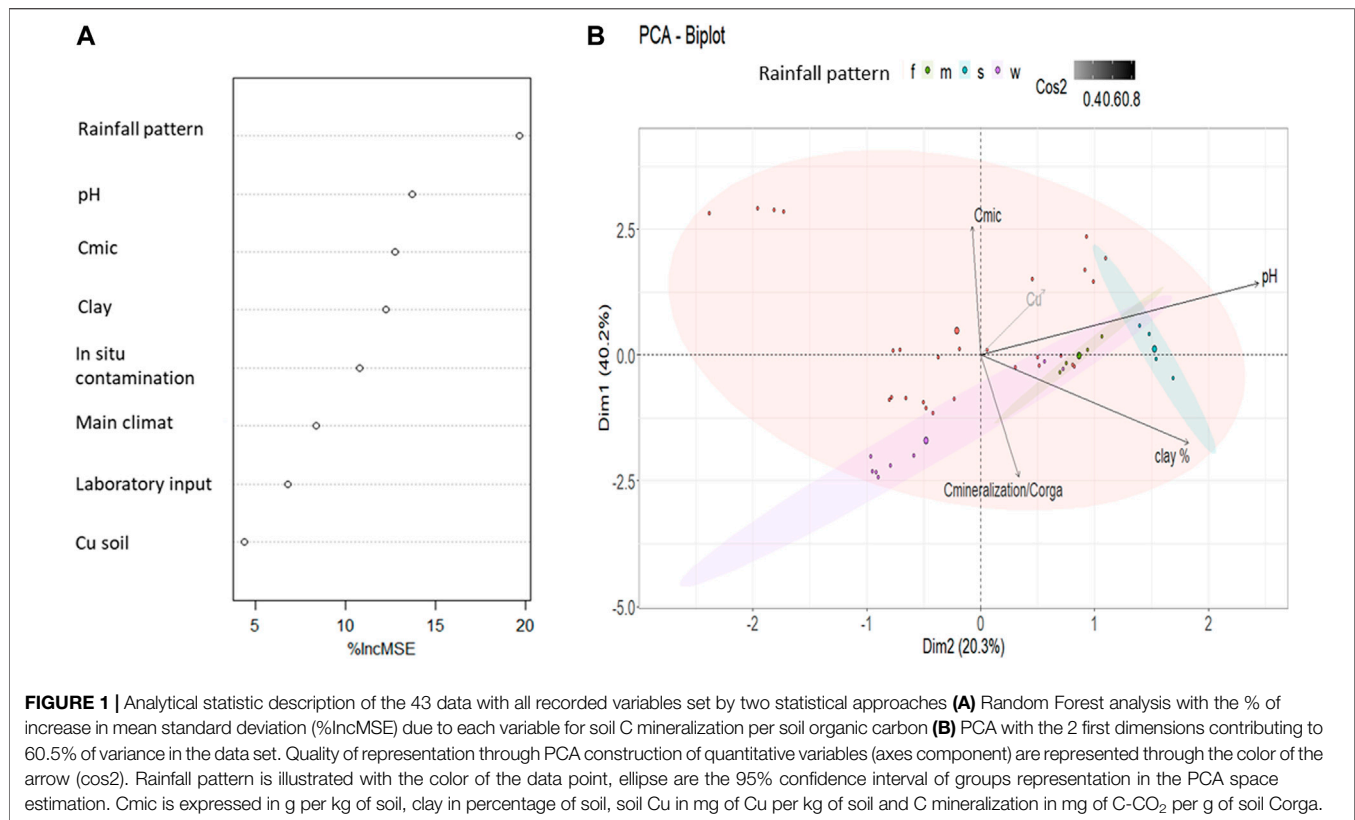 A
Rainfall pattern
pH
Cmic
Clay
In situ
contamination
Main climat
Laboratory input
Cu soil
5 10 15 20
%IncMSE
B PCA - Biplot
Rainfall pattern f m s w
Cos2
0.40.60.8
2.5
0.0
-2.5
-5.0
Dim1 (40.2%)
Cmic
Cu
pH
clay %
Cmineralization/Corga
-2 -1 0 1 2
Dim2 (20.3%)
FIGURE 1 | Analytical statistic description of the 43 data with all recorded variables set by two statistical approaches (A) Random Forest analysis with the % of
increase in mean standard deviation (%IncMSE) due to each variable for soil C mineralization per soil organic carbon (B) PCA with the 2 first dimensions contributing to
60.5% of variance in the data set. Quality of representation through PCA construction of quantitative variables (axes component) are represented through the color of the
arrow (cos2). Rainfall pattern is illustrated with the color of the data point, ellipse are the 95% confidence interval of groups representation in the PCA space
estimation. Cmic is expressed in g per kg of soil, clay in percentage of soil, soil Cu in mg of Cu per kg of soil and C mineralization in mg of C-CO₂ per g of soil Corga.